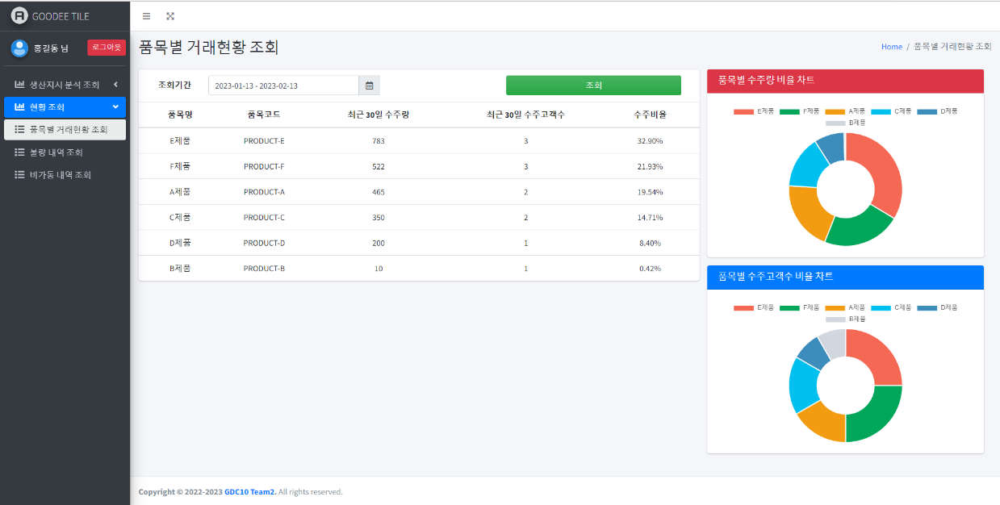 GOODEE TILE
홍길동 님 로그아웃
생산지시 분석 조회
현황 조회
품목별 거래현황 조회
불량 내역 조회
비가동 내역 조회
품목별 거래현황 조회
Home / 품목별 거래현황 조회
조회기간 2023-01-13 - 2023-02-13 조회
품목명 품목코드 최근 30일 수주량 최근 30일 수주고객수 수주비율
E제품 PRODUCT-E 783 3 32.90%
F제품 PRODUCT-F 522 3 21.93%
A제품 PRODUCT-A 465 2 19.54%
C제품 PRODUCT-C 350 2 14.71%
D제품 PRODUCT-D 200 1 8.40%
B제품 PRODUCT-B 10 1 0.42%
품목별 수주량 비율 차트
E제품 F제품 A제품 C제품 D제품
B제품
품목별 수주고객수 비율 차트
E제품 F제품 A제품 C제품 D제품
B제품
Copyright © 2022-2023 GDC10 Team2. All rights reserved.